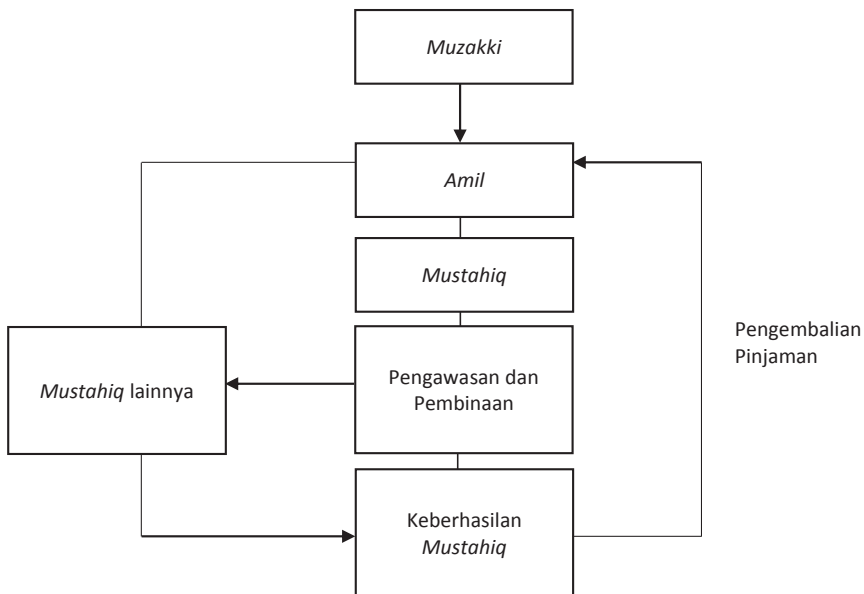 Muzakki
Amil
Mustahiq
Mustahiq lainnya
Pengawasan dan
Pembinaan
Pengembalian
Pinjaman
Keberhasilan
Mustahiq